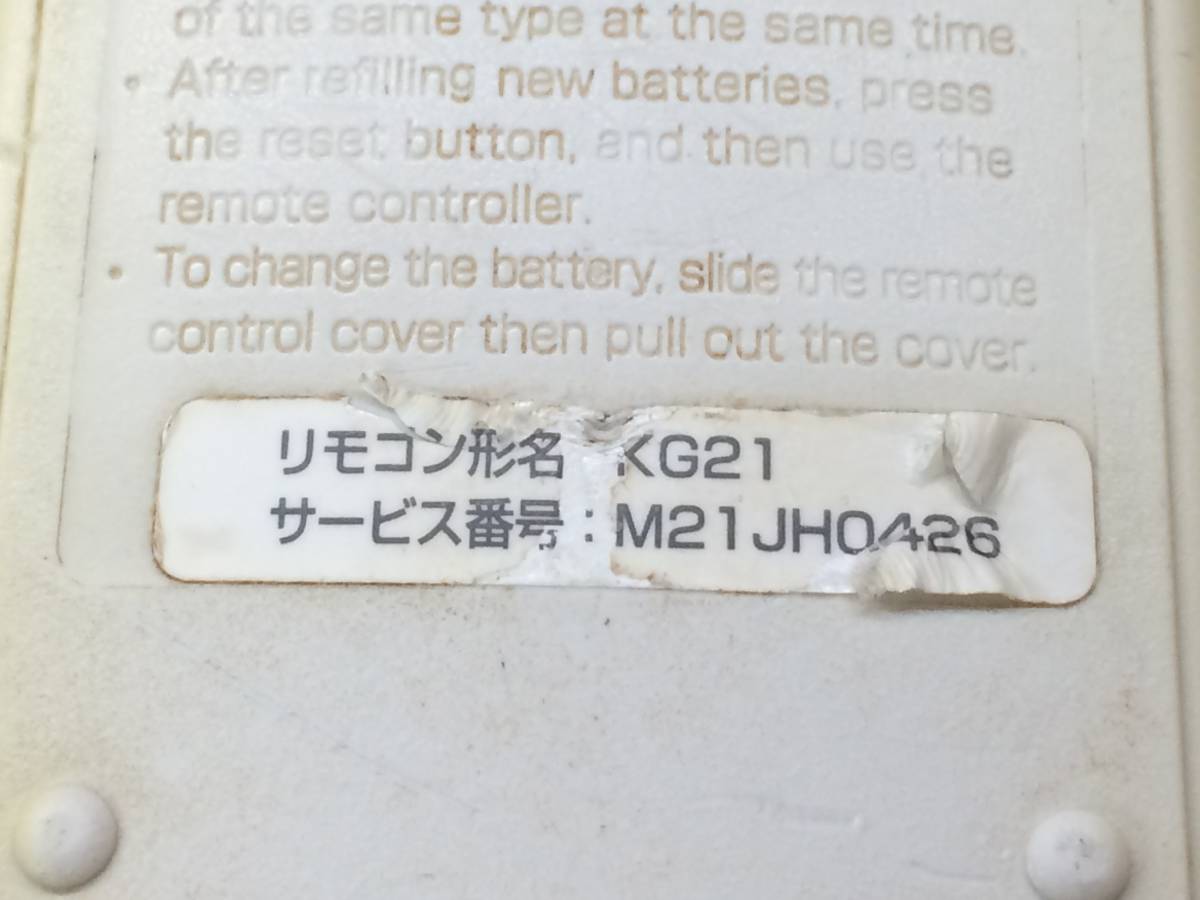 of the same type at the same time.
• After refilling new batteries, press
the reset button, and then use the
remote controller.
• To change the battery, slide the remote
control cover then pull out the cover.
リモコン形名 KG21
サービス番号：M21JH0426